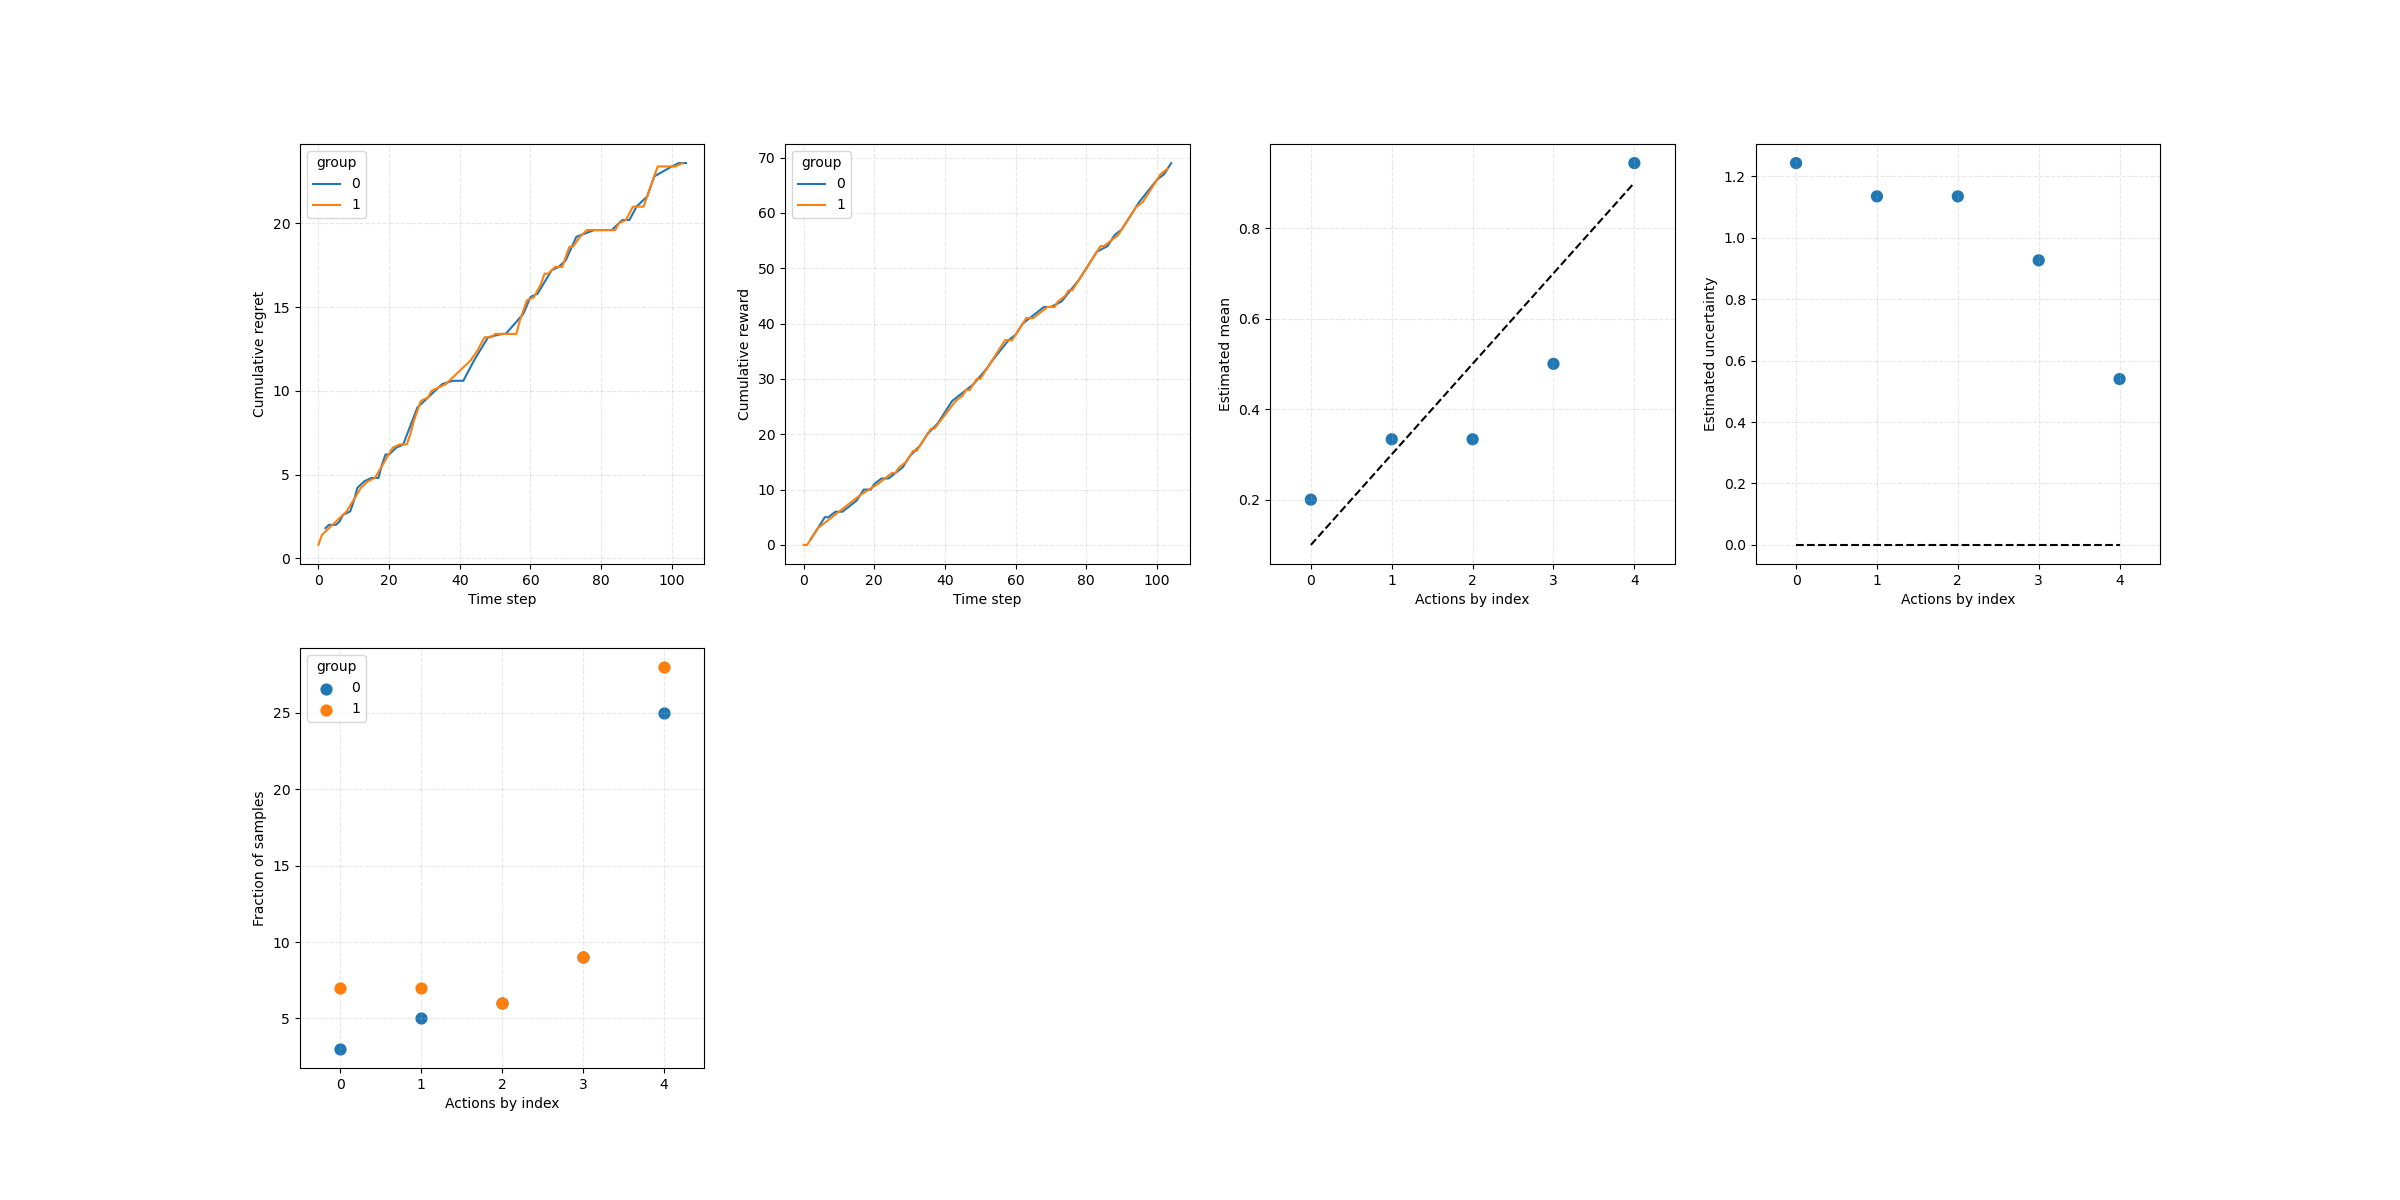 group
0
1
20
15
10
5
0
Cumulative regret
0 20 40 60 80 100
Time step
group
0
1
70
60
50
40
30
20
10
0
Cumulative reward
0 20 40 60 80 100
Time step
0.8
0.6
0.4
0.2
Estimated mean
0 1 2 3 4
Actions by index
1.2
1.0
0.8
0.6
0.4
0.2
0.0
Estimated uncertainty
0 1 2 3 4
Actions by index
group
0
1
25
20
15
10
5
Fraction of samples
0 1 2 3 4
Actions by index